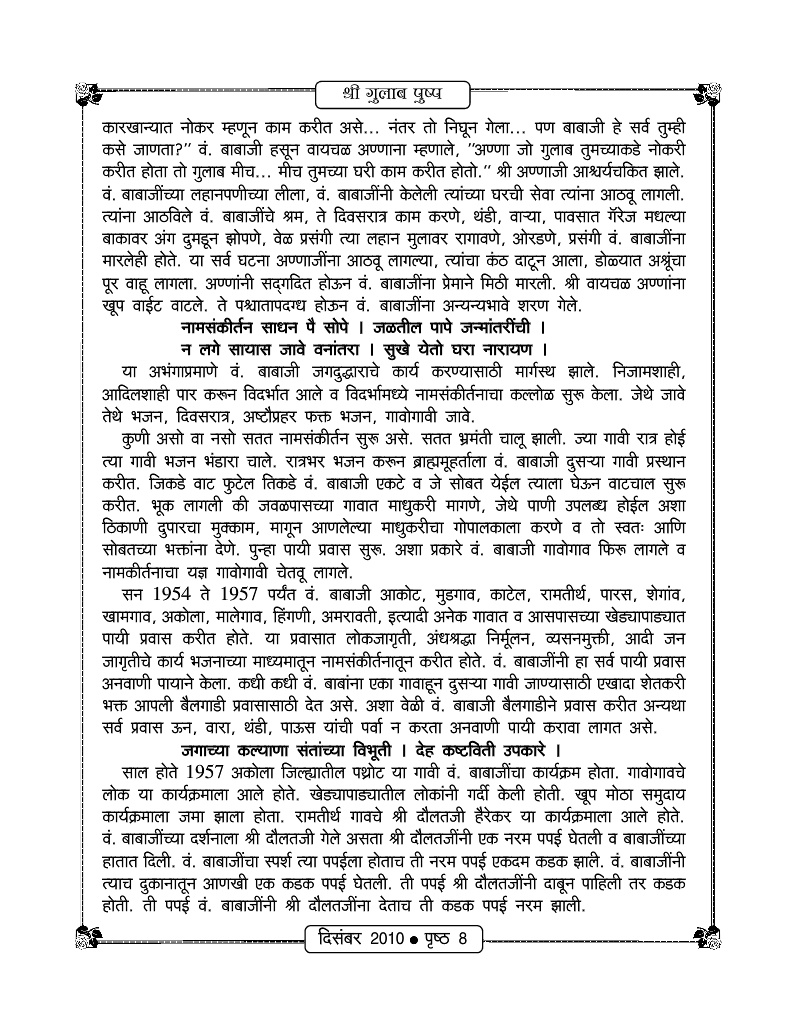 श्री गुलाब पुष्प
कारखान्यात नोकर म्हणून काम करीत असे... नंतर तो निघून गेला... पण बाबाजी हे सर्व तुम्ही
कसे जाणता?" वं. बाबाजी हसून वायचळ अण्णाना म्हणाले, "अण्णा जो गुलाब तुमच्याकडे नोकरी
करीत होता तो गुलाब मीच... मीच तुमच्या घरी काम करीत होतो." श्री अण्णाजी आश्चर्यचकित झाले.
वं. बाबाजींच्या लहानपणीच्या लीला, वं. बाबाजींनी केलेली त्यांच्या घरची सेवा त्यांना आठवू लागली.
त्यांना आठविले वं. बाबाजींचे श्रम, ते दिवसरात्र काम करणे, थंडी, वाऱ्या, पावसात गॅरेज मधल्या
बाकावर अंग दुमडून झोपणे, वेळ प्रसंगी त्या लहान मुलावर रागावणे, ओरडणे, प्रसंगी वं. बाबाजींना
मारलेही होते. या सर्व घटना अण्णाजींना आठवू लागल्या, त्यांचा कंठ दाटून आला, डोळ्यात अश्रूंचा
पूर वाहू लागला. अण्णांनी सद्‌गदित होऊन वं. बाबाजींना प्रेमाने मिठी मारली. श्री वायचळ अण्णांना
खूप वाईट वाटले. ते पश्चातापदग्ध होऊन वं. बाबाजींना अन्यन्यभावे शरण गेले.
नामसंकीर्तन साधन पै सोपे । जळतील पापे जन्मांतरींची ।
न लगे सायास जावे वनांतरा । सुखे येतो घरा नारायण ।
या अभंगाप्रमाणे वं. बाबाजी जगदुद्धाराचे कार्य करण्यासाठी मार्गस्थ झाले. निजामशाही,
आदिलशाही पार करून विदर्भात आले व विदर्भामध्ये नामसंकीर्तनाचा कल्लोळ सुरू केला. जेथे जावे
तेथे भजन, दिवसरात्र, अष्टौप्रहर फक्त भजन, गावोगावी जावे.
कुणी असो वा नसो सतत नामसंकीर्तन सुरू असे. सतत भ्रमंती चालू झाली. ज्या गावी रात्र होई
त्या गावी भजन भंडारा चाले. रात्रभर भजन करून ब्राह्ममूहर्ताला वं. बाबाजी दुसऱ्या गावी प्रस्थान
करीत. जिकडे वाट फुटेल तिकडे वं. बाबाजी एकटे व जे सोबत येईल त्याला घेऊन वाटचाल सुरू
करीत. भूक लागली की जवळपासच्या गावात माधुकरी मागणे, जेथे पाणी उपलब्ध होईल अशा
ठिकाणी दुपारचा मुक्काम, मागून आणलेल्या माधुकरीचा गोपालकाला करणे व तो स्वतः आणि
सोबतच्या भक्तांना देणे. पुन्हा पायी प्रवास सुरू. अशा प्रकारे वं. बाबाजी गावोगाव फिरू लागले व
नामकीर्तनाचा यज्ञ गावोगावी चेतवू लागले.
सन 1954 ते 1957 पर्यंत वं. बाबाजी आकोट, मुडगाव, काटेल, रामतीर्थ, पारस, शेगांव,
खामगाव, अकोला, मालेगाव, हिंगणी, अमरावती, इत्यादी अनेक गावात व आसपासच्या खेड्यापाड्यात
पायी प्रवास करीत होते. या प्रवासात लोकजागृती, अंधश्रद्धा निर्मूलन, व्यसनमुक्ती, आदी जन
जागृतीचे कार्य भजनाच्या माध्यमातून नामसंकीर्तनातून करीत होते. वं. बाबाजींनी हा सर्व पायी प्रवास
अनवाणी पायाने केला. कधी कधी वं. बाबांना एका गावाहून दुसऱ्या गावी जाण्यासाठी एखादा शेतकरी
भक्त आपली बैलगाडी प्रवासासाठी देत असे. अशा वेळी वं. बाबाजी बैलगाडीने प्रवास करीत अन्यथा
सर्व प्रवास ऊन, वारा, थंडी, पाऊस यांची पर्वा न करता अनवाणी पायी करावा लागत असे.
जगाच्या कल्याणा संतांच्या विभूती । देह कष्टविती उपकारे ।
साल होते 1957 अकोला जिल्ह्यातील पथ्रोट या गावी वं. बाबाजींचा कार्यक्रम होता. गावोगावचे
लोक या कार्यक्रमाला आले होते. खेड्यापाड्यातील लोकांनी गर्दी केली होती. खूप मोठा समुदाय
कार्यक्रमाला जमा झाला होता. रामतीर्थ गावचे श्री दौलतजी हैरेकर या कार्यक्रमाला आले होते.
वं. बाबाजींच्या दर्शनाला श्री दौलतजी गेले असता श्री दौलतजींनी एक नरम पपई घेतली व बाबाजींच्या
हातात दिली. वं. बाबाजींचा स्पर्श त्या पपईला होताच ती नरम पपई एकदम कडक झाली. वं. बाबाजींनी
त्याच दुकानातून आणखी एक कडक पपई घेतली. ती पपई श्री दौलतजींनी दाबून पाहिली तर कडक
होती. ती पपई वं. बाबाजींनी श्री दौलतजींना देताच ती कडक पपई नरम झाली.
दिसंबर 2010 ● पृष्ठ 8